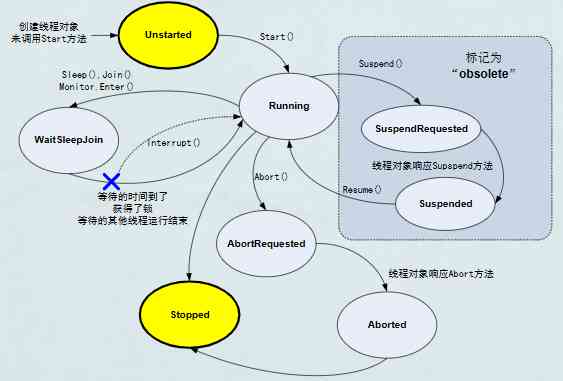 创建线程对象
未调用Start方法
Unstarted
Start()
标记为
“obsolete”
Suspend()
Sleep(),Join()
Monitor.Enter()
Running
SuspendRequested
WaitSleepJoin
Interrupt()
线程对象响应Supspend方法
Abort()
Resume()
Suspended
等待的时间到了
获得了锁
等待的其他线程运行结束
AbortRequested
线程对象响应Abort方法
Stopped
Aborted